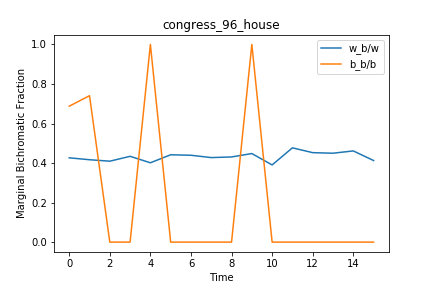 congress_96_house
w_b/w
b_b/b
1.0
0.8
0.6
0.4
0.2
0.0
Marginal Bichromatic Fraction
0 2 4 6 8 10 12 14
Time